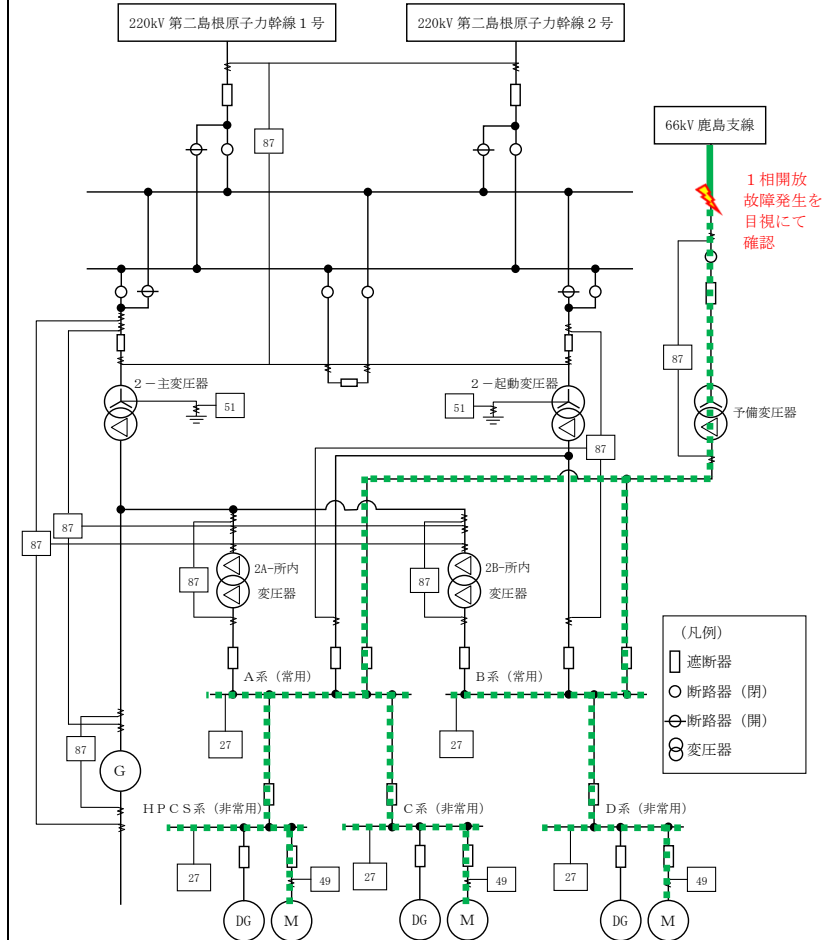 220kV 第二島根原子力幹線1号
220kV 第二島根原子力幹線2号
87
66kV 鹿島支線
1相開放
故障発生を
目視にて
確認
87
2-主変圧器
51
2-起動変圧器
51
予備変圧器
87
87
87
87
2A-所内
変圧器
87
2B-所内
変圧器
(凡例)
遮断器
断路器(閉)
断路器(開)
変圧器
A系(常用)
B系(常用)
27
27
87
G
HPCS系(非常用)
C系(非常用)
D系(非常用)
27
49
27
49
27
49
DG
M
DG
M
DG
M